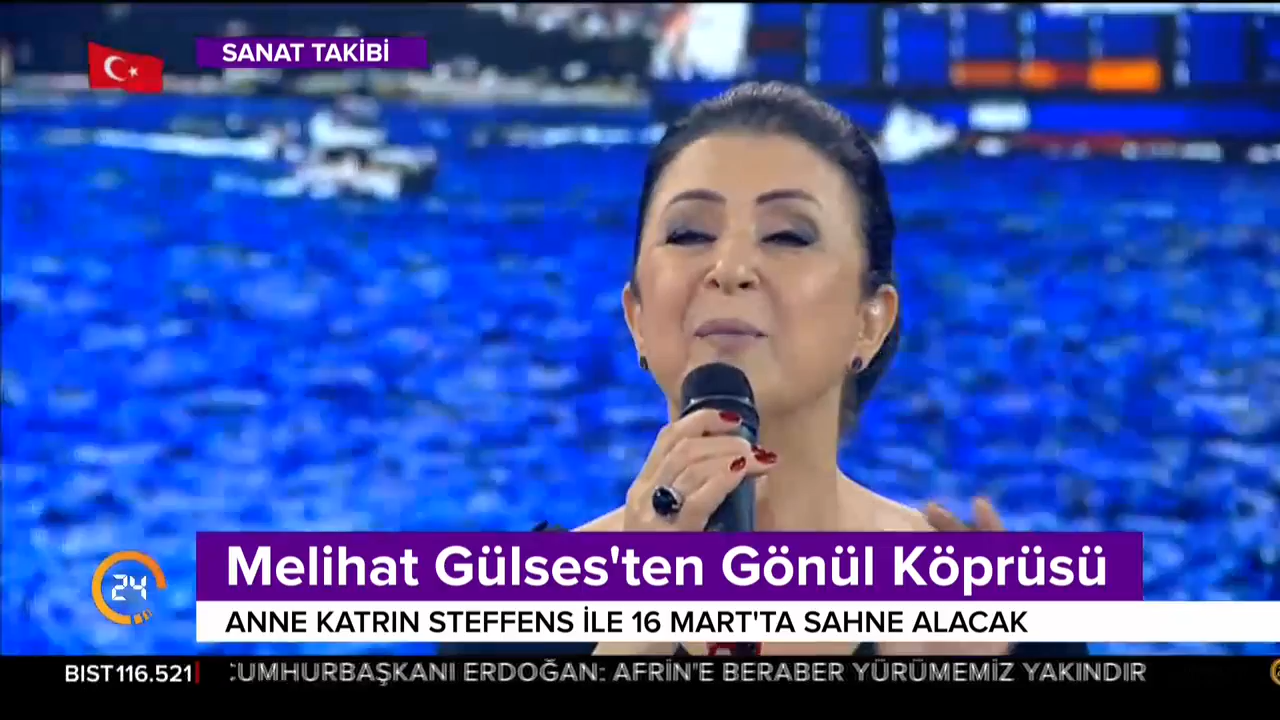 SANAT TAKİBİ
Melihat Gülses'ten Gönül Köprüsü
24
ANNE KATRIN STEFFENS İLE 16 MART'TA SAHNE ALACAK
BIST116.521
CUMHURBAŞKANI ERDOĞAN: AFRİN'E BERABER YÜRÜMEMİZ YAKINDIR